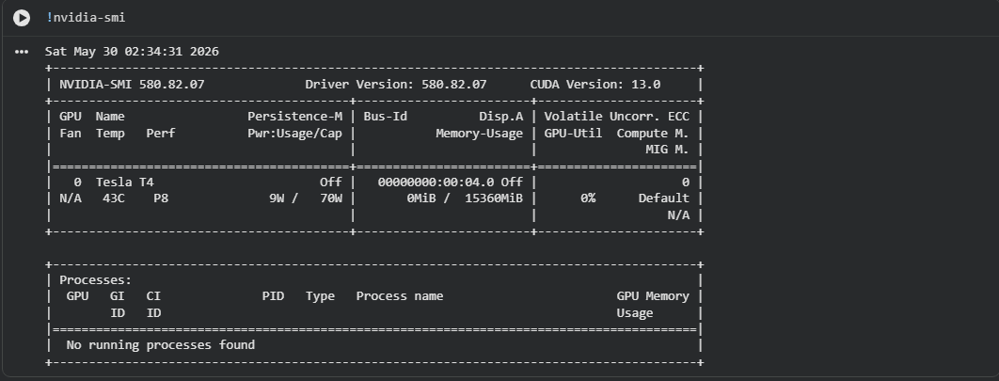 !nvidia-smi
Sat May 30 02:34:31 2026
+-----------------------------------------------------------------------------------------+
| NVIDIA-SMI 580.82.07              Driver Version: 580.82.07      CUDA Version: 13.0     |
+-----------------------------------------+------------------------+----------------------+
| GPU  Name                 Persistence-M | Bus-Id          Disp.A | Volatile Uncorr. ECC |
| Fan  Temp   Perf          Pwr:Usage/Cap |           Memory-Usage | GPU-Util  Compute M. |
|                                         |                        |               MIG M. |
|=========================================+========================+======================|
|   0  Tesla T4                       Off |   00000000:00:04.0 Off |                    0 |
| N/A   43C    P8              9W /   70W |       0MiB /  15360MiB |      0%      Default |
|                                         |                        |                  N/A |
+-----------------------------------------+------------------------+----------------------+

+-----------------------------------------------------------------------------------------+
| Processes:                                                                              |
|  GPU   GI   CI              PID   Type   Process name                        GPU Memory |
|        ID   ID                                                               Usage      |
|=========================================================================================|
|  No running processes found                                                             |
+-----------------------------------------------------------------------------------------+